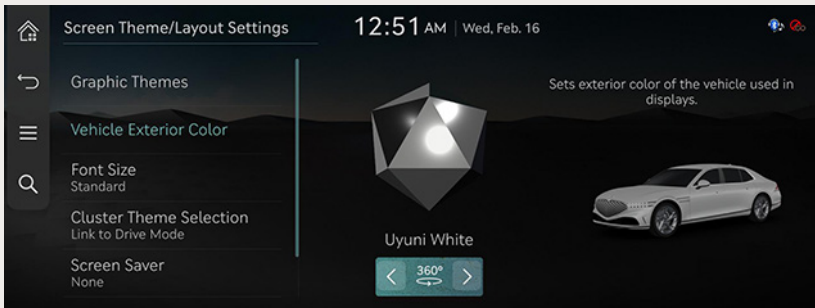 Screen Theme/Layout Settings
12:51 AM | Wed, Feb. 16
Graphic Themes
Vehicle Exterior Color
Font Size
Standard
Cluster Theme Selection
Link to Drive Mode
Screen Saver
None
Uyuni White
< 360° >
Sets exterior color of the vehicle used in
displays.